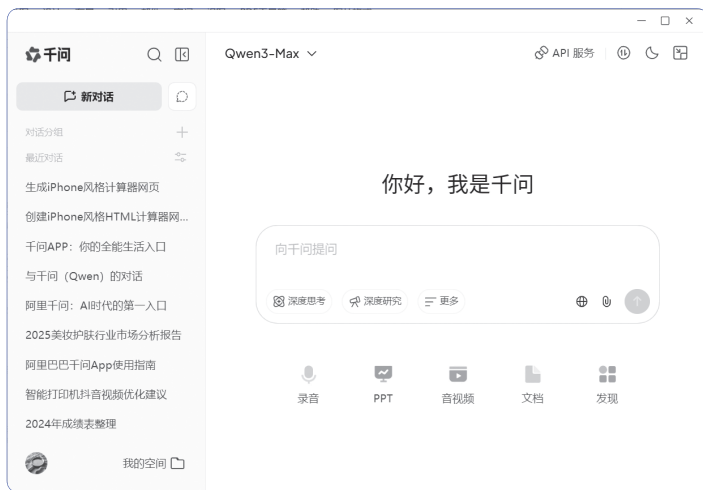 千问
新对话
对话分组
最近对话
生成iPhone风格计算器网页
创建iPhone风格HTML计算器网...
千问APP：你的全能生活入口
与千问（Qwen）的对话
阿里千问：AI时代的第一入口
2025美妆护肤行业市场分析报告
阿里巴巴千问App使用指南
智能打印机抖音视频优化建议
2024年成绩表整理
我的空间
Qwen3-Max
API 服务
你好，我是千问
向千问提问
深度思考 深度研究 更多
录音 PPT 音视频 文档 发现